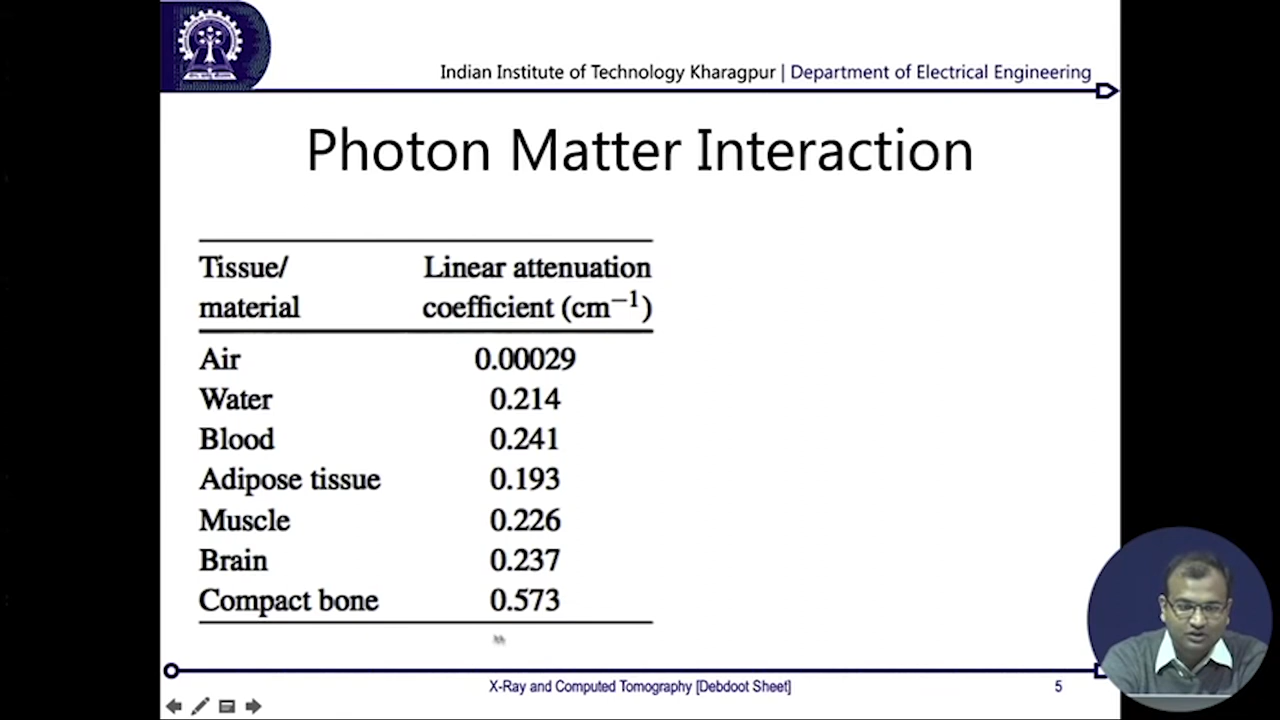 Indian Institute of Technology Kharagpur | Department of Electrical Engineering
Photon Matter Interaction
Tissue/ Linear attenuation
material coefficient (cm⁻¹)
Air 0.00029
Water 0.214
Blood 0.241
Adipose tissue 0.193
Muscle 0.226
Brain 0.237
Compact bone 0.573
X-Ray and Computed Tomography [Debdoot Sheet] 5